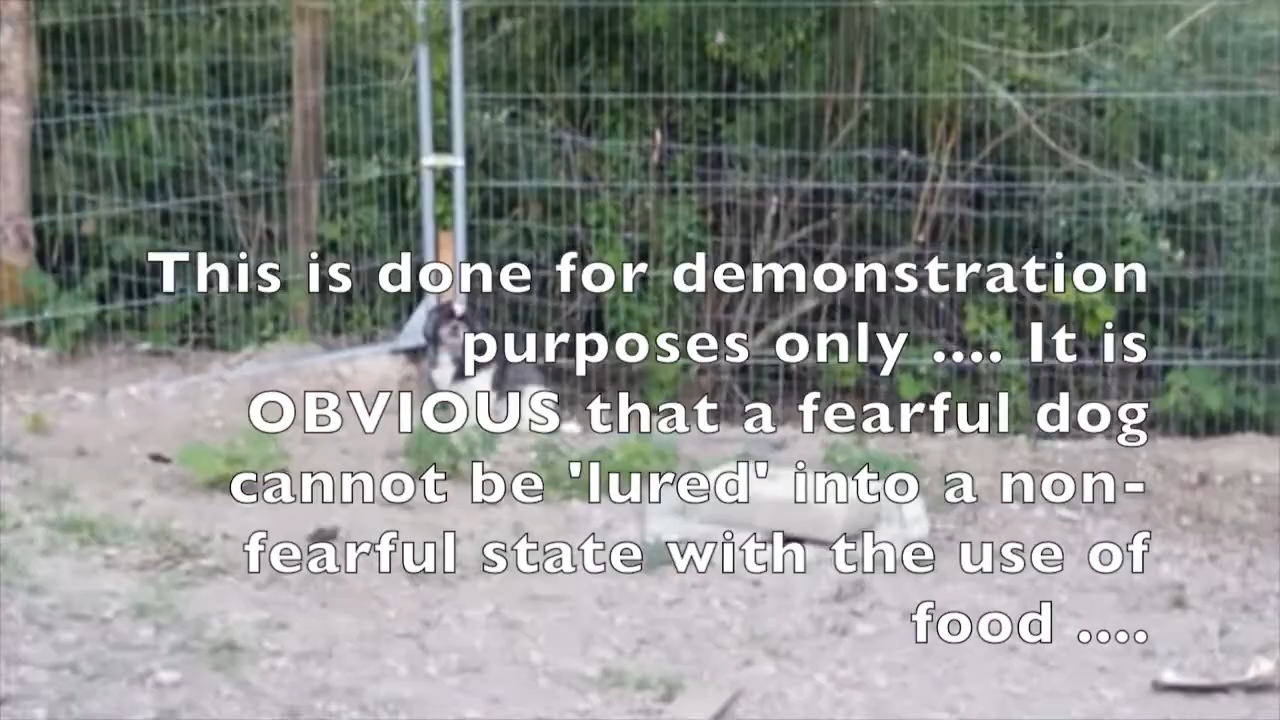 This is done for demonstration
purposes only .... It is
OBVIOUS that a fearful dog
cannot be 'lured' into a non-
fearful state with the use of
food ....